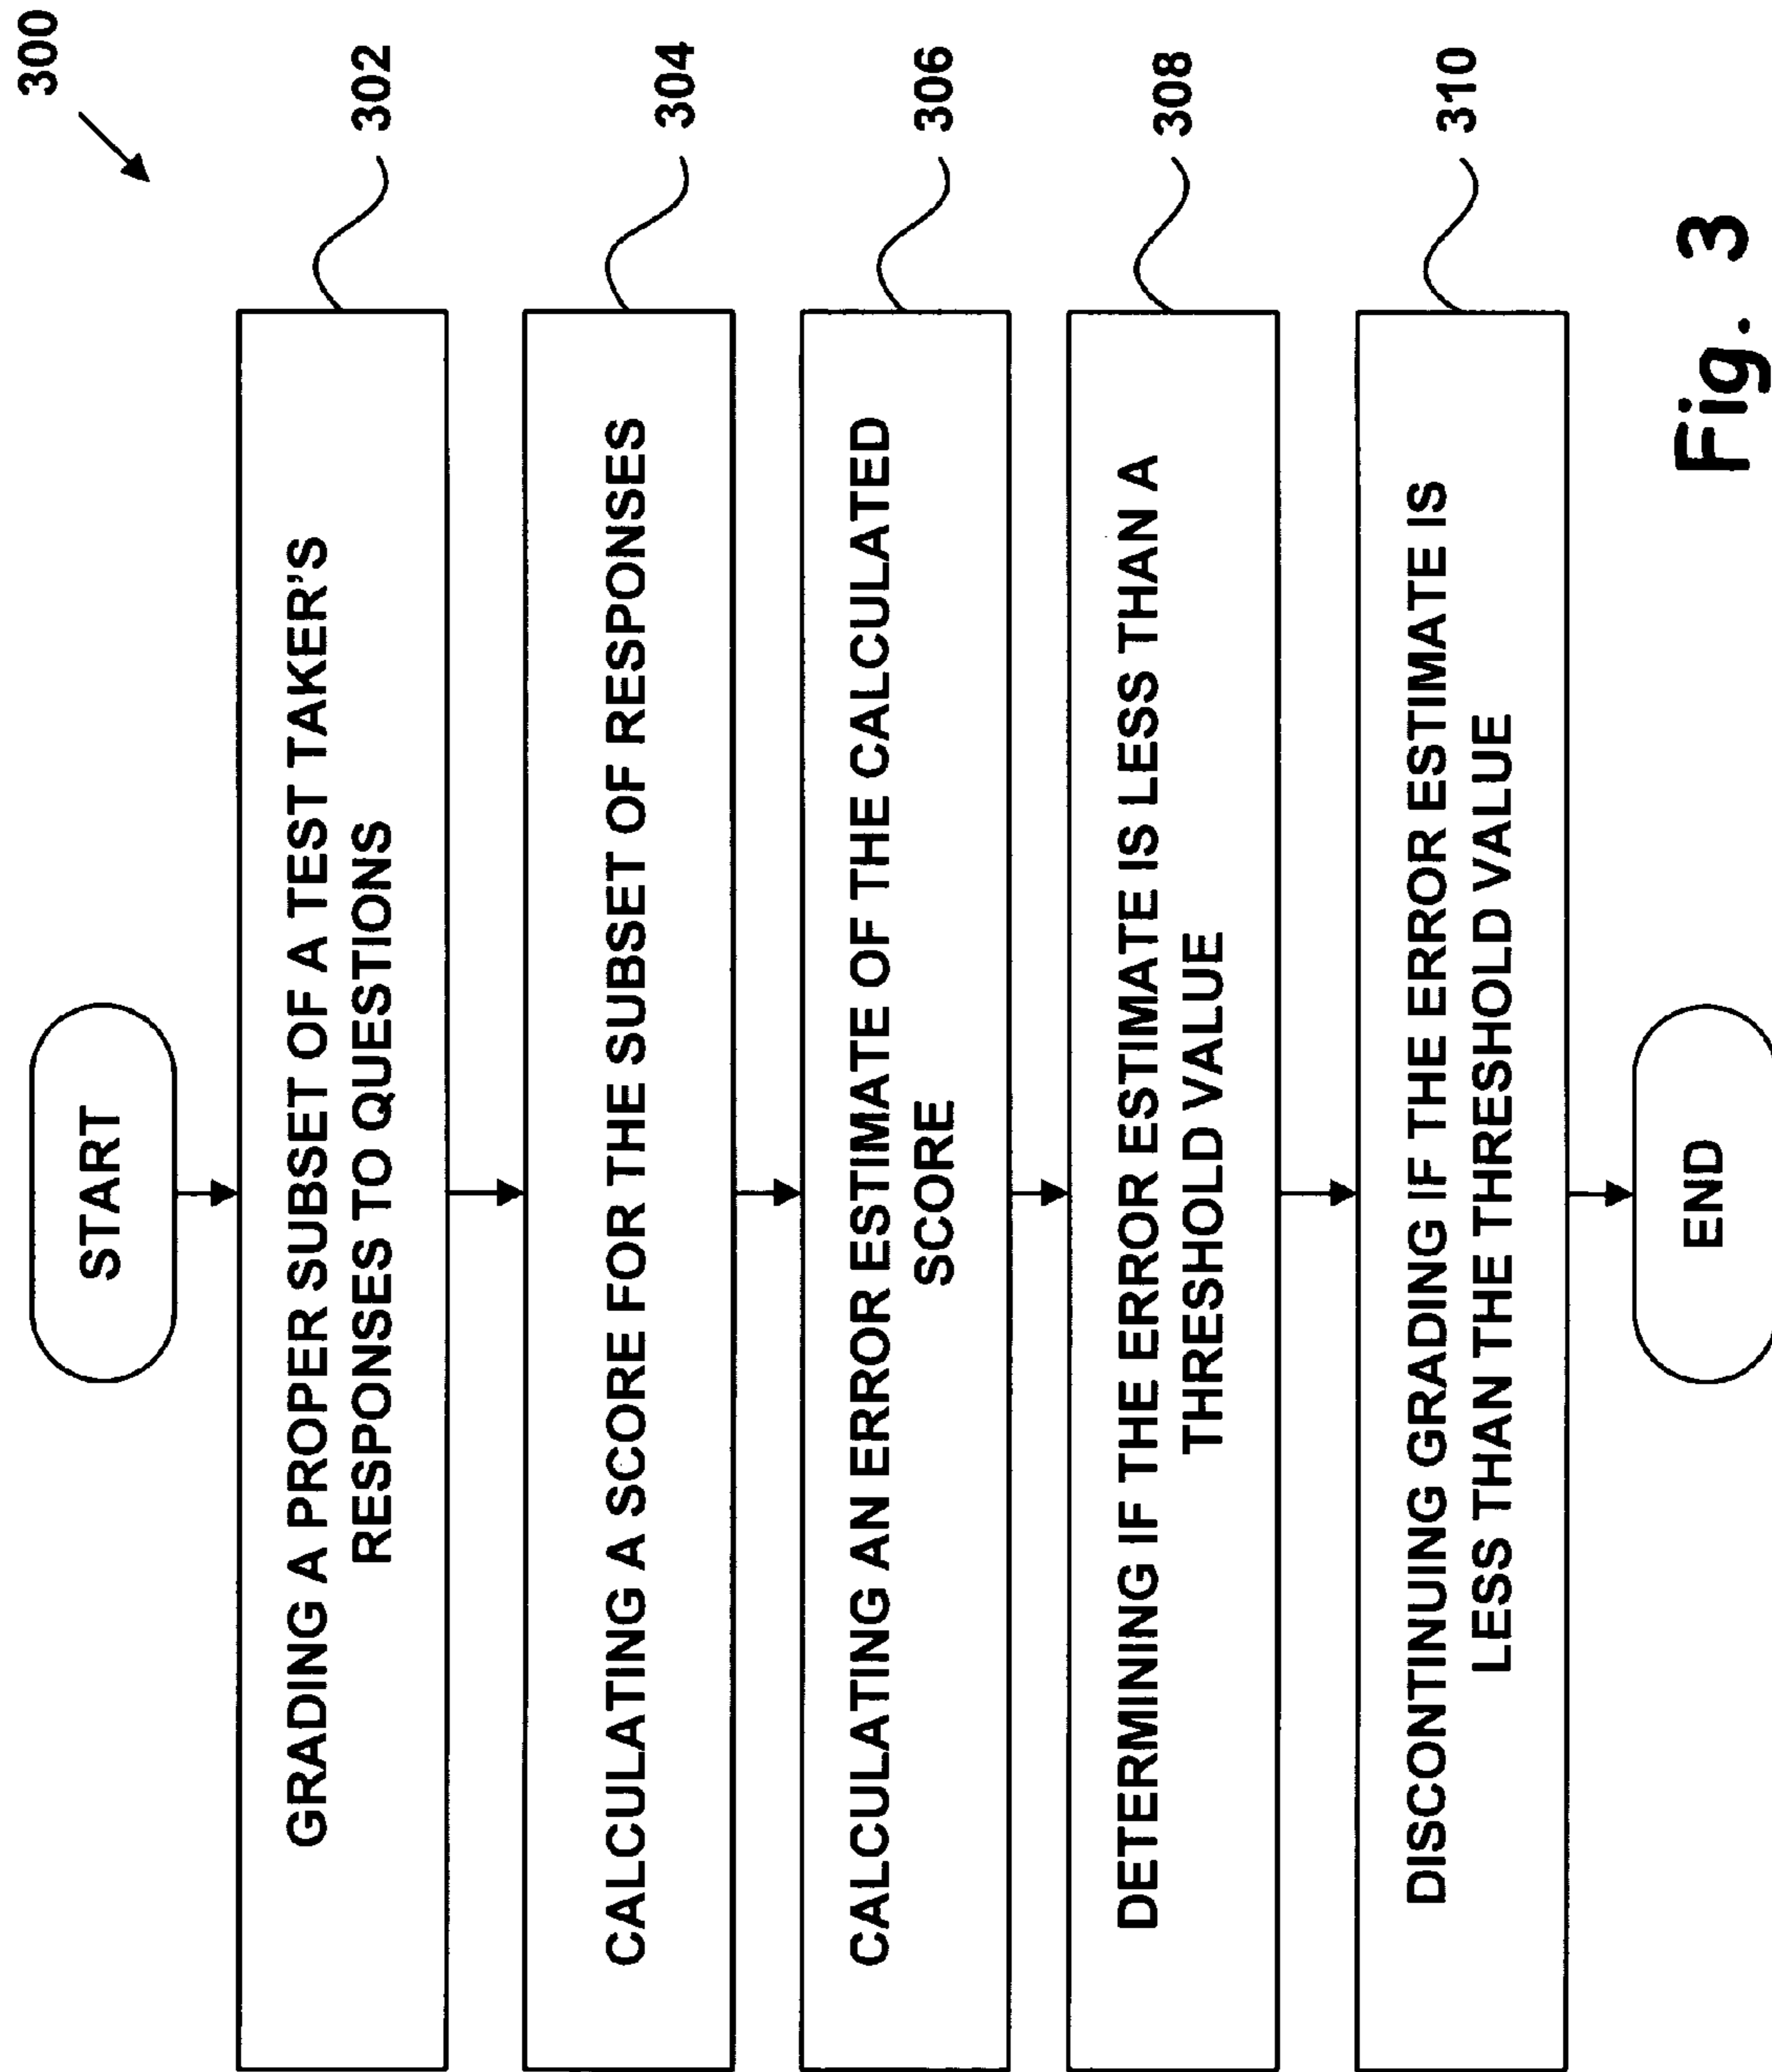 300
START
GRADING A PROPER SUBSET OF A TEST TAKER'S
RESPONSES TO QUESTIONS
302
CALCULATING A SCORE FOR THE SUBSET OF RESPONSES
304
CALCULATING AN ERROR ESTIMATE OF THE CALCULATED
SCORE
306
DETERMINING IF THE ERROR ESTIMATE IS LESS THAN A
THRESHOLD VALUE
308
DISCONTINUING GRADING IF THE ERROR ESTIMATE IS
LESS THAN THE THRESHOLD VALUE
310
END
Fig. 3